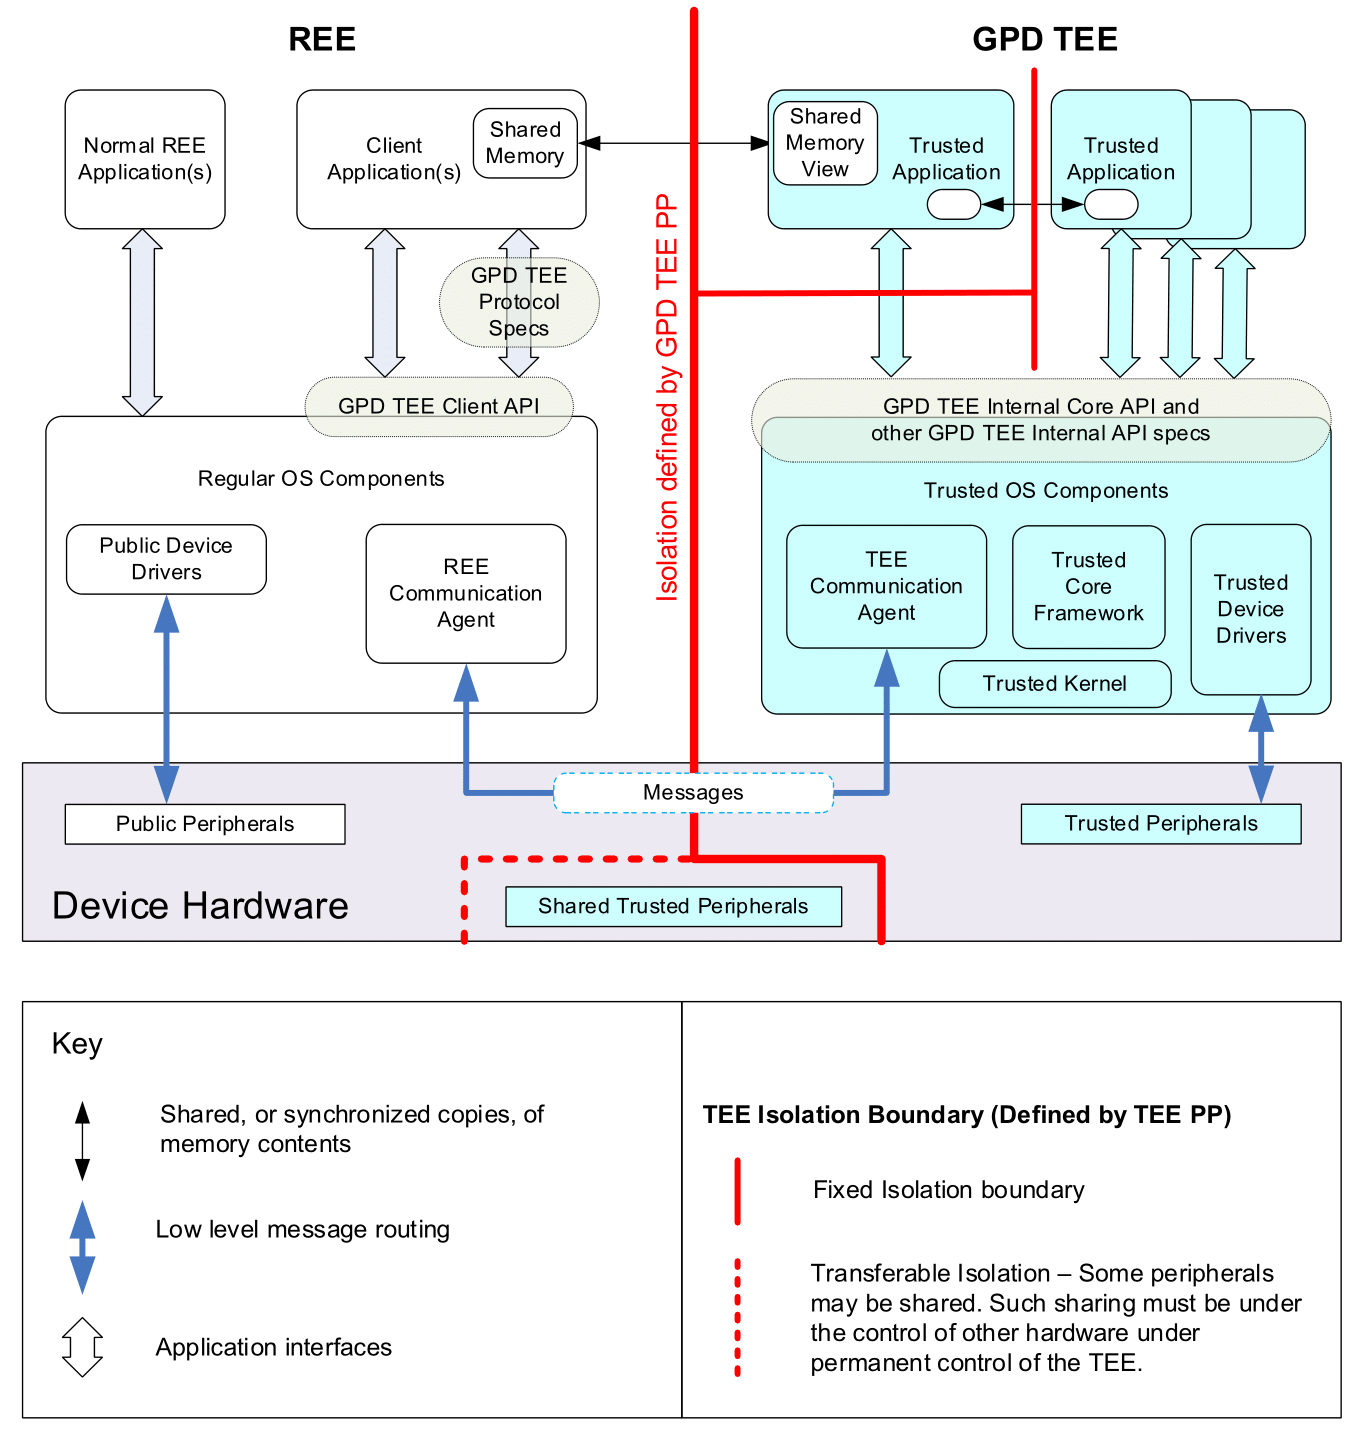 REE
GPD TEE
Normal REE
Application(s)
Client
Application(s)
Shared
Memory
Shared
Memory
View
Trusted
Application
Trusted
Application
GPD TEE
Protocol
Specs
Isolation defined by GPD TEE PP
GPD TEE Client API
GPD TEE Internal Core API and
other GPD TEE Internal API specs
Regular OS Components
Trusted OS Components
Public Device
Drivers
REE
Communication
Agent
TEE
Communication
Agent
Trusted
Core
Framework
Trusted
Device
Drivers
Trusted Kernel
Messages
Public Peripherals
Trusted Peripherals
Device Hardware
Shared Trusted Peripherals
Key
Shared, or synchronized copies, of
memory contents
Low level message routing
Application interfaces
TEE Isolation Boundary (Defined by TEE PP)
Fixed Isolation boundary
Transferable Isolation – Some peripherals
may be shared. Such sharing must be under
the control of other hardware under
permanent control of the TEE.